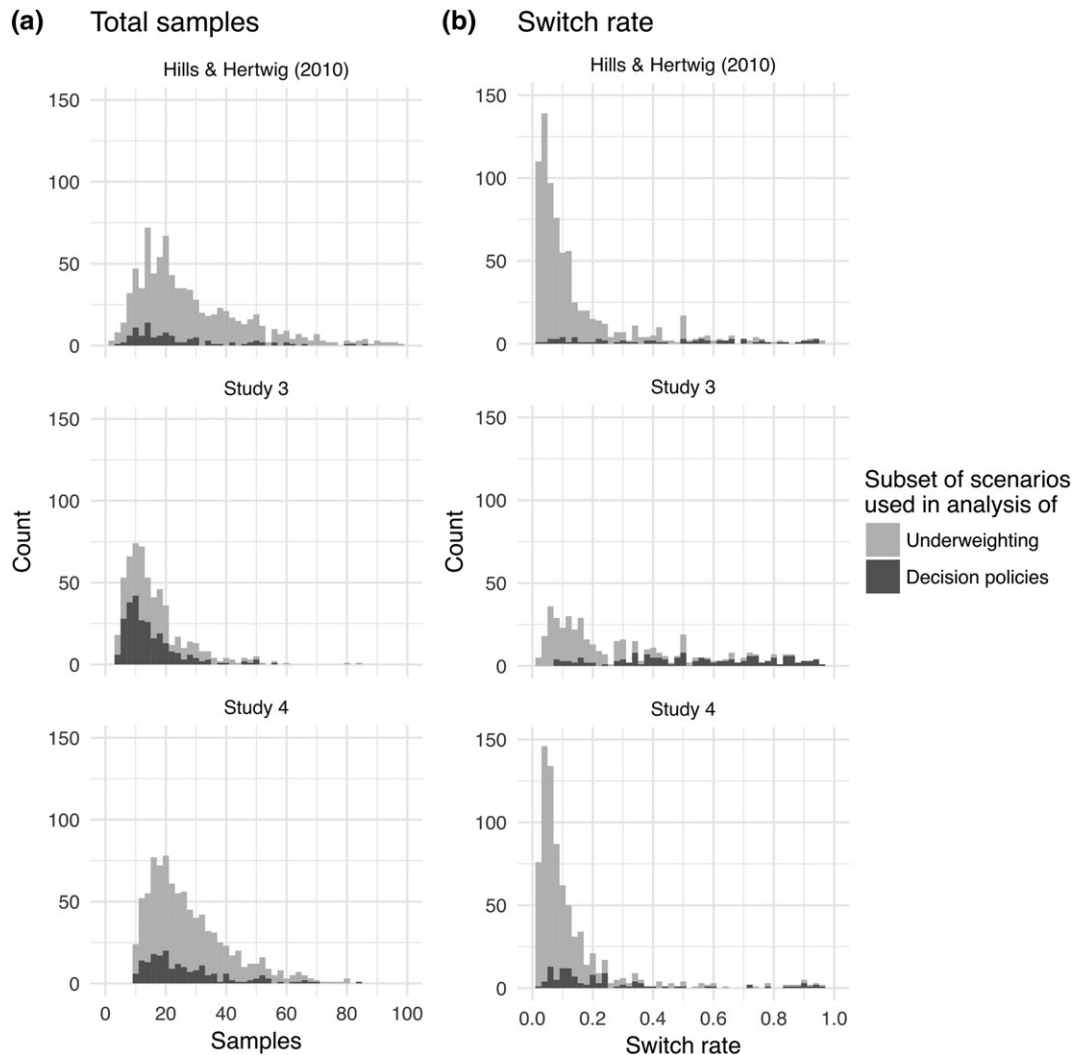 (a) Total samples
Hills & Hertwig (2010)
150
100
50
0
Study 3
150
100
50
0
Study 4
150
100
50
0
Count
0 20 40 60 80 100
Samples
(b) Switch rate
Hills & Hertwig (2010)
150
100
50
0
Study 3
150
100
50
0
Study 4
150
100
50
0
Count
0.0 0.2 0.4 0.6 0.8 1.0
Switch rate
Subset of scenarios
used in analysis of
Underweighting
Decision policies